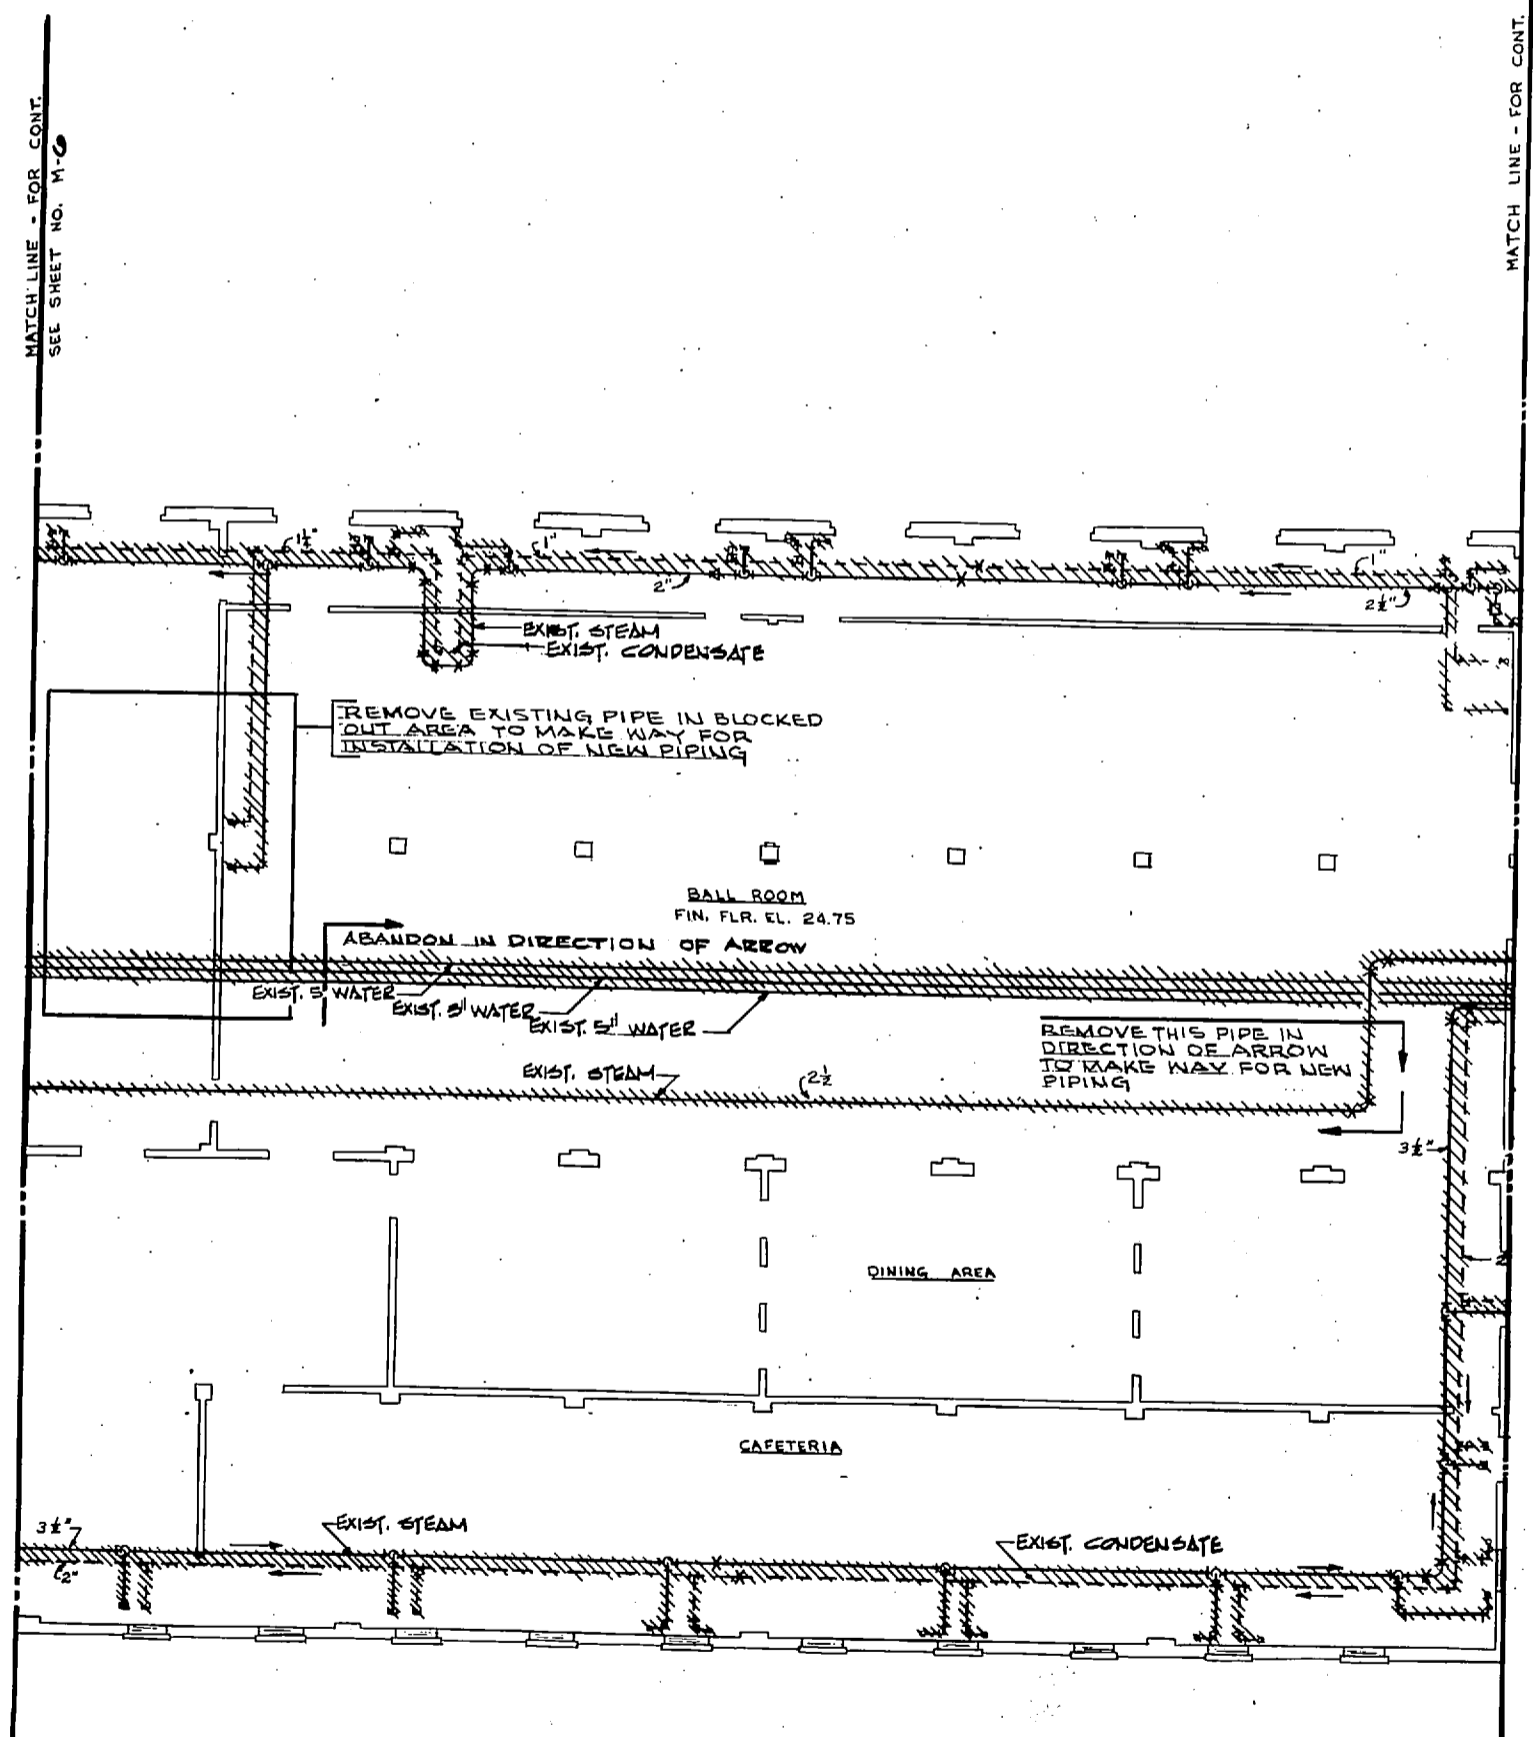 MATCH LINE - FOR CONT.
SEE SHEET NO. M-6
MATCH LINE - FOR CONT.
1½"
1"
2"
1"
2½"
EXIST. STEAM
EXIST. CONDENSATE
REMOVE EXISTING PIPE IN BLOCKED
OUT AREA TO MAKE WAY FOR
INSTALLATION OF NEW PIPING
BALL ROOM
FIN. FLR. EL. 24.75
ABANDON IN DIRECTION OF ARROW
EXIST. 5" WATER
EXIST. WATER
EXIST. 5" WATER
REMOVE THIS PIPE IN
DIRECTION OF ARROW
TO MAKE WAY FOR NEW
PIPING
EXIST. STEAM
2½
3½"
DINING AREA
CAFETERIA
3½"
2"
EXIST. STEAM
EXIST. CONDENSATE